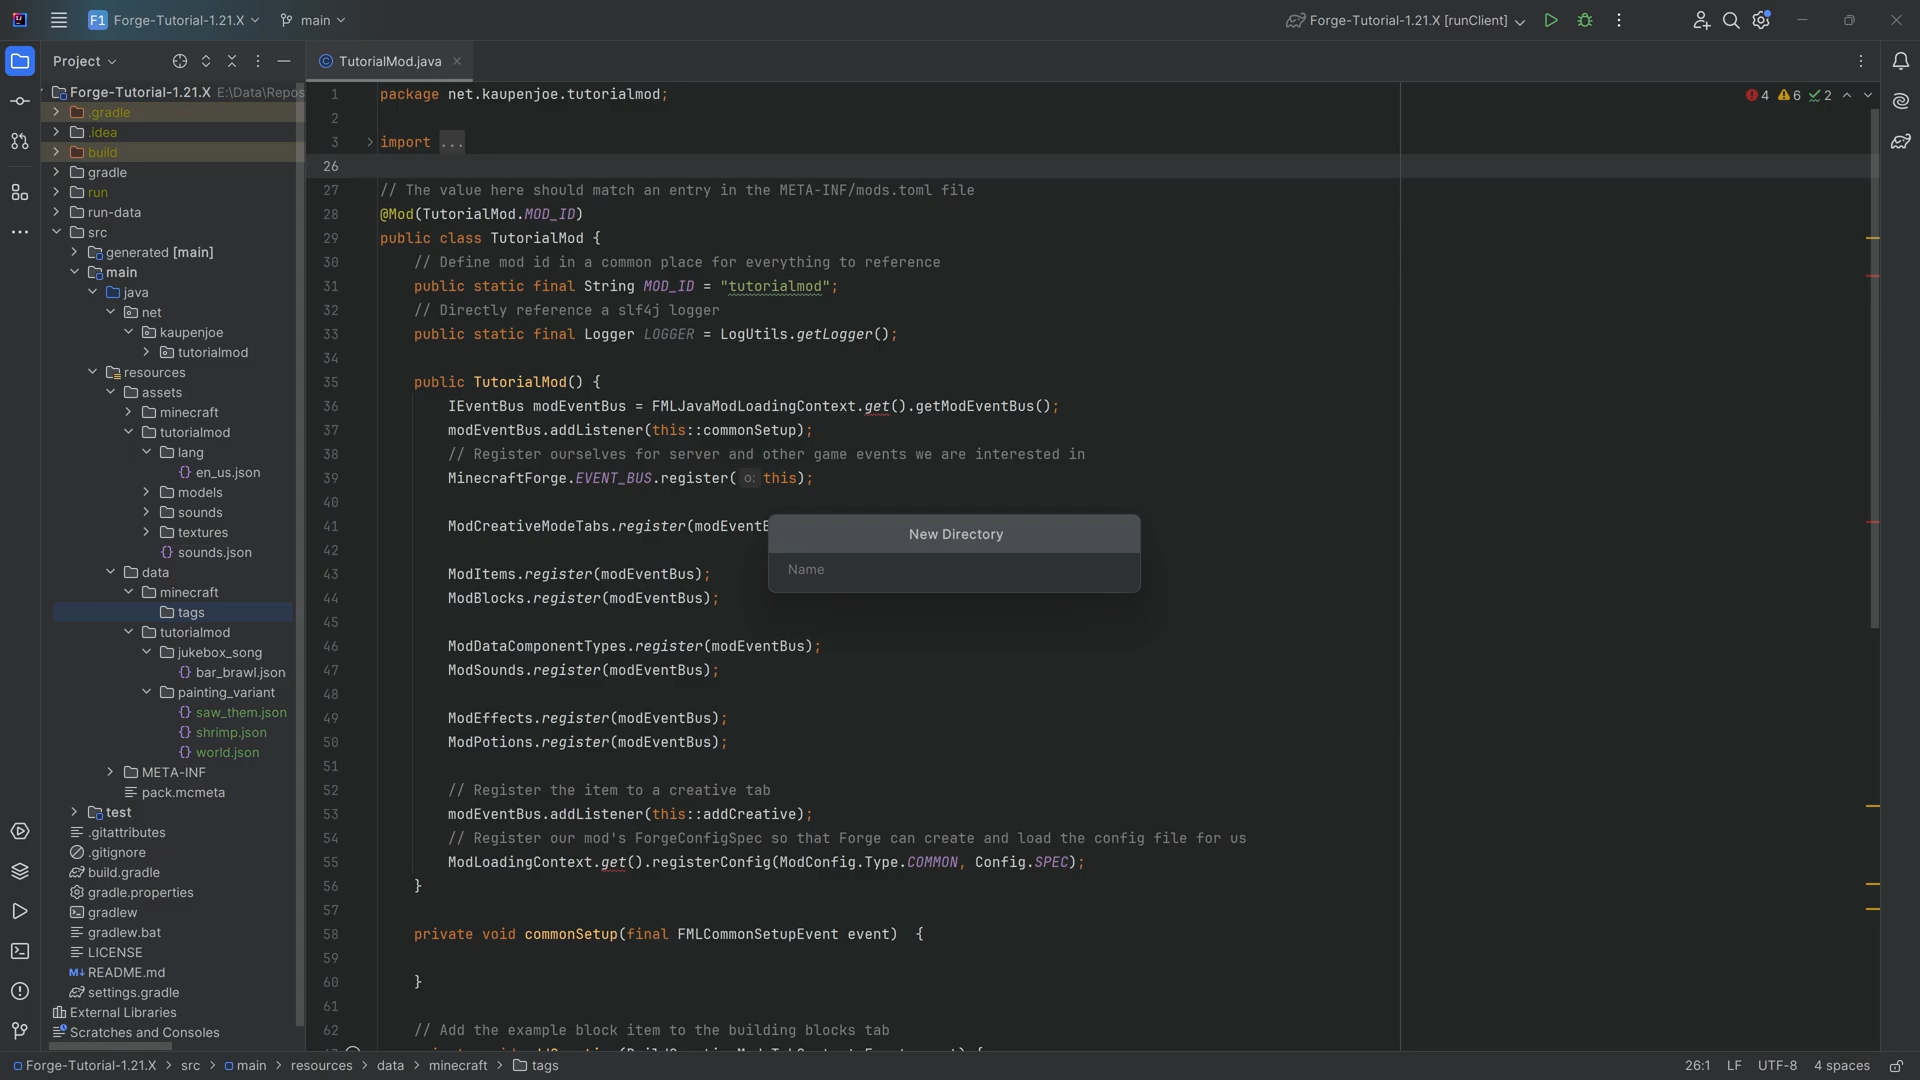 F1 Forge-Tutorial-1.21.X main Forge-Tutorial-1.21.X [runClient]
Project TutorialMod.java
Forge-Tutorial-1.21.X E:\Data\Repos
.gradle
.idea
build
gradle
run
run-data
src
generated [main]
main
java
net
kaupenjoe
tutorialmod
resources
assets
minecraft
tutorialmod
lang
en_us.json
models
sounds
textures
sounds.json
data
minecraft
tags
tutorialmod
jukebox_song
bar_brawl.json
painting_variant
saw_them.json
shrimp.json
world.json
META-INF
pack.mcmeta
test
.gitattributes
.gitignore
build.gradle
gradle.properties
gradlew
gradlew.bat
LICENSE
M↓ README.md
settings.gradle
External Libraries
Scratches and Consoles
4 6 2
1 package net.kaupenjoe.tutorialmod;
2
3 import ...
26
27 // The value here should match an entry in the META-INF/mods.toml file
28 @Mod(TutorialMod.MOD_ID)
29 public class TutorialMod {
30 // Define mod id in a common place for everything to reference
31 public static final String MOD_ID = "tutorialmod";
32 // Directly reference a slf4j logger
33 public static final Logger LOGGER = LogUtils.getLogger();
34
35 public TutorialMod() {
36 IEventBus modEventBus = FMLJavaModLoadingContext.get().getModEventBus();
37 modEventBus.addListener(this::commonSetup);
38 // Register ourselves for server and other game events we are interested in
39 MinecraftForge.EVENT_BUS.register( o: this);
40
41 ModCreativeModeTabs.register(modEventB
42
43 ModItems.register(modEventBus);
44 ModBlocks.register(modEventBus);
45
46 ModDataComponentTypes.register(modEventBus);
47 ModSounds.register(modEventBus);
48
49 ModEffects.register(modEventBus);
50 ModPotions.register(modEventBus);
51
52 // Register the item to a creative tab
53 modEventBus.addListener(this::addCreative);
54 // Register our mod's ForgeConfigSpec so that Forge can create and load the config file for us
55 ModLoadingContext.get().registerConfig(ModConfig.Type.COMMON, Config.SPEC);
56 }
57
58 private void commonSetup(final FMLCommonSetupEvent event) {
59
60 }
61
62 // Add the example block item to the building blocks tab
New Directory
Name
Forge-Tutorial-1.21.X > src > main > resources > data > minecraft > tags 26:1 LF UTF-8 4 spaces